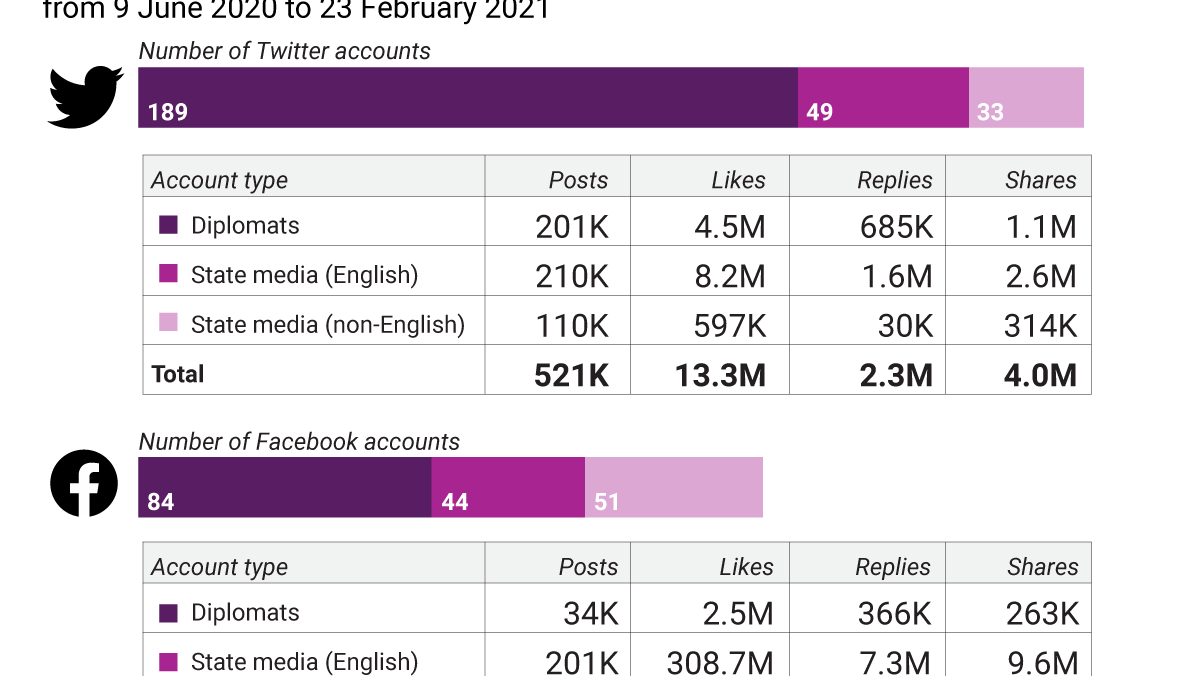 from 9 June 2020 to 23 February 2021
Number of Twitter accounts
189 49 33
Account type Posts Likes Replies Shares
Diplomats 201K 4.5M 685K 1.1M
State media (English) 210K 8.2M 1.6M 2.6M
State media (non-English) 110K 597K 30K 314K
Total 521K 13.3M 2.3M 4.0M
Number of Facebook accounts
84 44 51
Account type Posts Likes Replies Shares
Diplomats 34K 2.5M 366K 263K
State media (English) 201K 308.7M 7.3M 9.6M